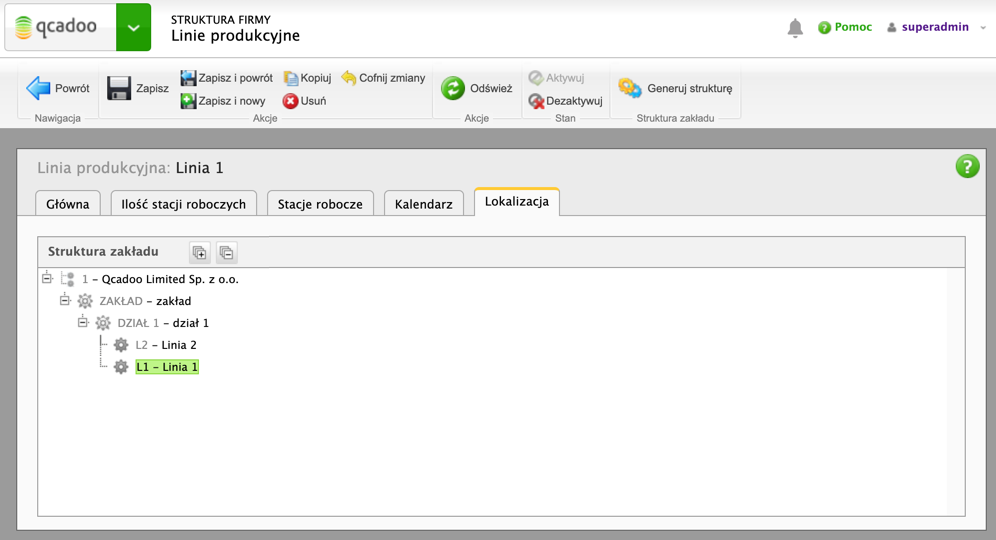 qcadoo
STRUKTURA FIRMY
Linie produkcyjne
Pomoc
superadmin
Powrót
Nawigacja
Zapisz
Zapisz i powrót
Kopiuj
Cofnij zmiany
Zapisz i nowy
Usuń
Akcje
Odśwież
Akcje
Aktywuj
Dezaktywuj
Stan
Generuj strukturę
Struktura zakładu
Linia produkcyjna: Linia 1
Główna
Ilość stacji roboczych
Stacje robocze
Kalendarz
Lokalizacja
Struktura zakładu
1 - Qcadoo Limited Sp. z o.o.
ZAKŁAD - zakład
DZIAŁ 1 - dział 1
L2 - Linia 2
L1 - Linia 1